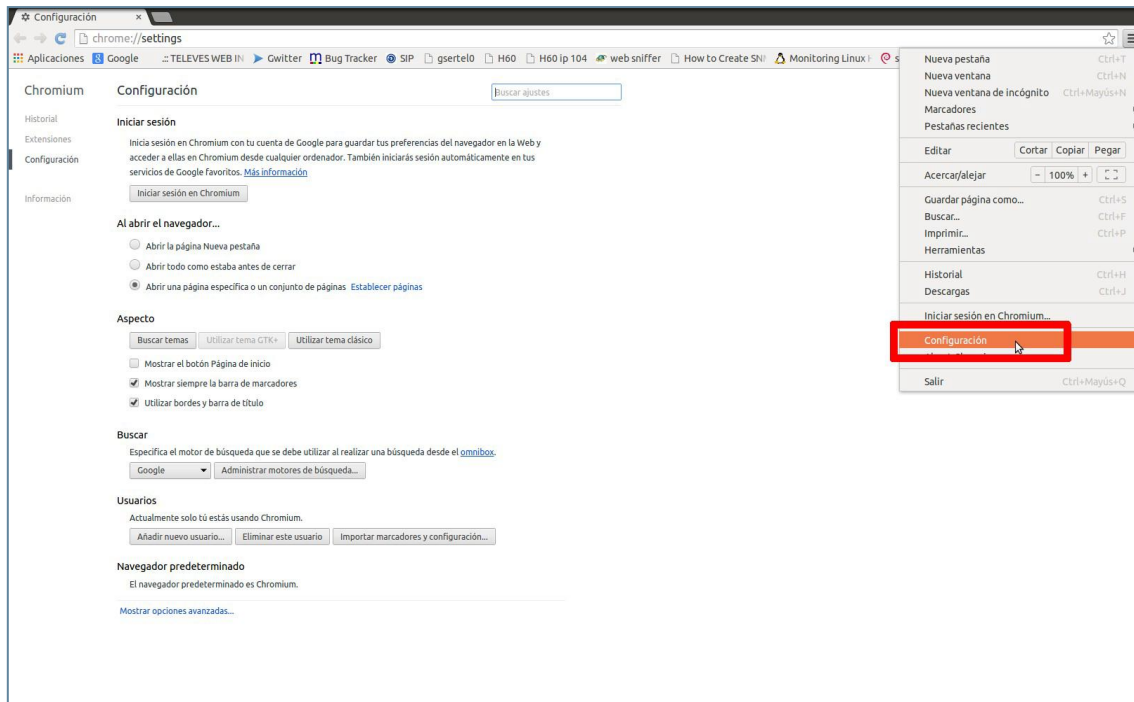 Configuración
chrome://settings
Aplicaciones Google .:: TELEVES WEB IN Gwitter Bug Tracker SIP gsertel0 H60 H60 ip 104 web sniffer How to Create SN Monitoring Linux
Chromium
Historial
Extensiones
Configuración
Información
Configuración
Buscar ajustes
Iniciar sesión
Inicia sesión en Chromium con tu cuenta de Google para guardar tus preferencias del navegador en la Web y
acceder a ellas en Chromium desde cualquier ordenador. También iniciarás sesión automáticamente en tus
servicios de Google favoritos. Más información
Iniciar sesión en Chromium
Al abrir el navegador...
Abrir la página Nueva pestaña
Abrir todo como estaba antes de cerrar
Abrir una página específica o un conjunto de páginas Establecer páginas
Aspecto
Buscar temas Utilizar tema GTK+ Utilizar tema clásico
Mostrar el botón Página de inicio
Mostrar siempre la barra de marcadores
Utilizar bordes y barra de título
Buscar
Especifica el motor de búsqueda que se debe utilizar al realizar una búsqueda desde el omnibox.
Google Administrar motores de búsqueda...
Usuarios
Actualmente solo tú estás usando Chromium.
Añadir nuevo usuario... Eliminar este usuario Importar marcadores y configuración...
Navegador predeterminado
El navegador predeterminado es Chromium.
Mostrar opciones avanzadas...
Nueva pestaña Ctrl+T
Nueva ventana Ctrl+N
Nueva ventana de incógnito Ctrl+Mayús+N
Marcadores
Pestañas recientes
Editar Cortar Copiar Pegar
Acercar/alejar - 100% +
Guardar página como... Ctrl+S
Buscar... Ctrl+F
Imprimir... Ctrl+P
Herramientas
Historial Ctrl+H
Descargas Ctrl+J
Iniciar sesión en Chromium...
Configuración
Salir Ctrl+Mayús+Q